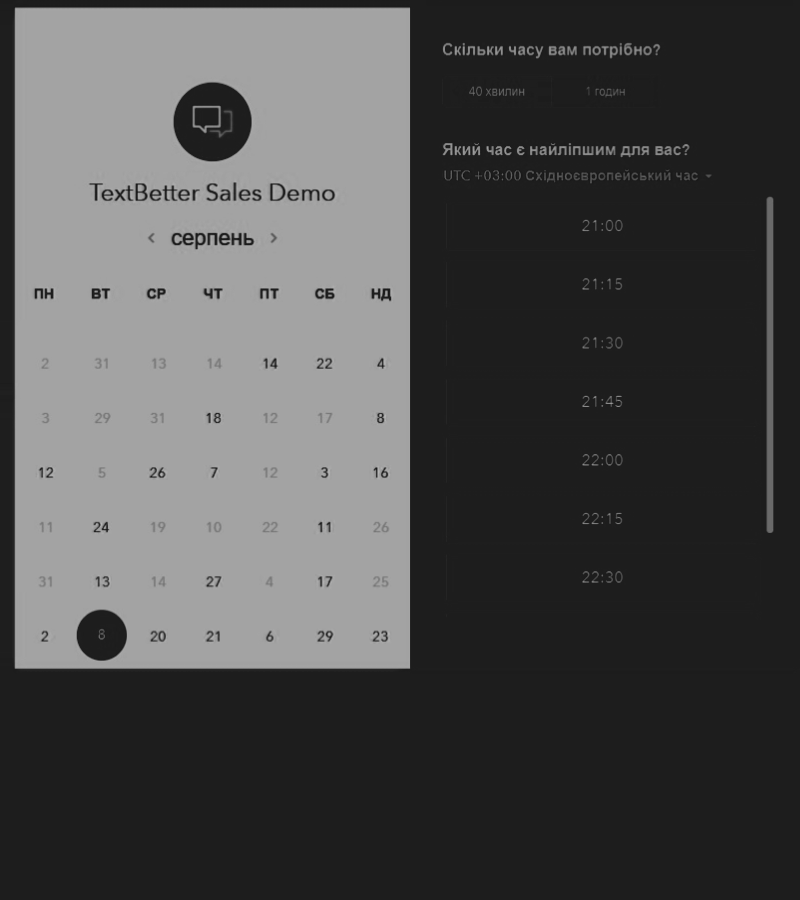 TextBetter Sales Demo
< серпень >
ПН ВТ СР ЧТ ПТ СБ НД
2 31 13 14 14 22 4
3 29 31 18 12 17 8
12 5 26 7 12 3 16
11 24 19 10 22 11 26
31 13 14 27 4 17 25
2 8 20 21 6 29 23
Скільки часу вам потрібно?
40 хвилин 1 годин
Який час є найліпшим для вас?
UTC +03:00 Східноєвропейський час
21:00
21:15
21:30
21:45
22:00
22:15
22:30